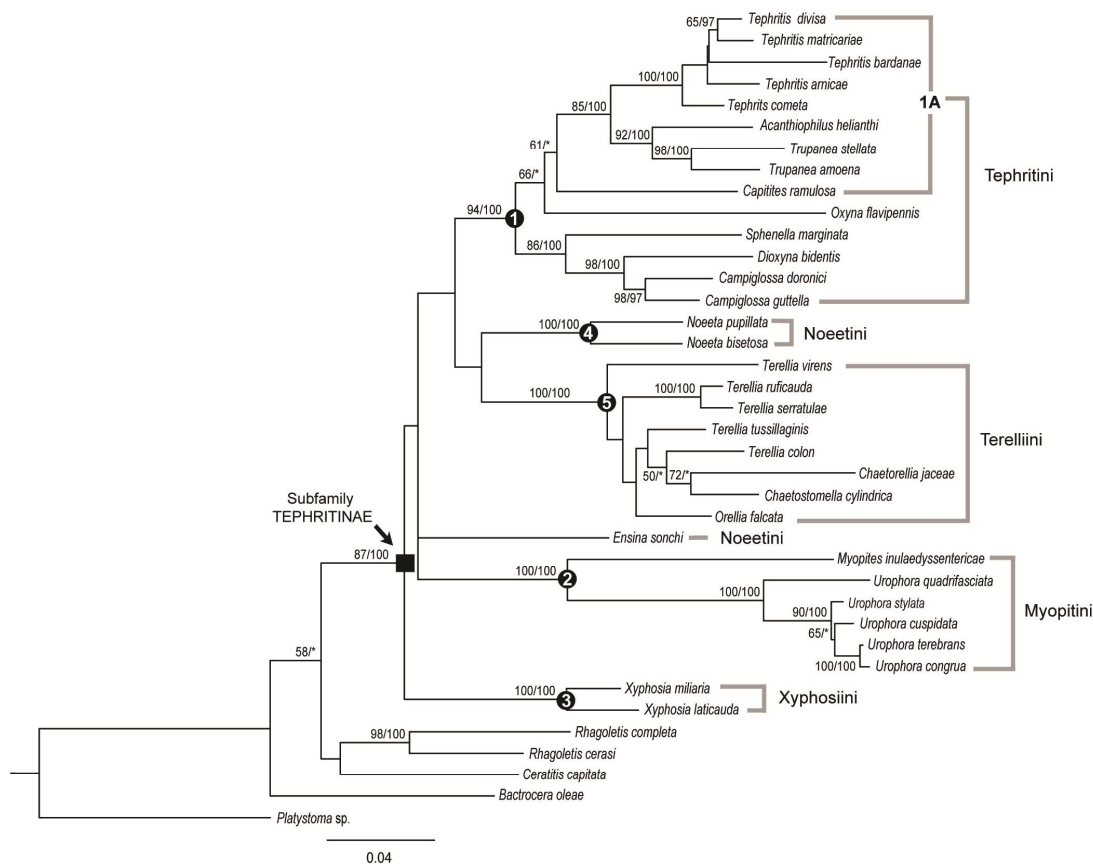 65/97
Tephritis divisa
Tephritis matricariae
Tephritis bardanae
100/100
Tephritis arnicae
1A
Tephrits cometa
85/100
Acanthiophilus helianthi
92/100
98/100
Trupanea stellata
61/*
Trupanea amoena
66/*
Tephritini
Capitites ramulosa
94/100
1
Oxyna flavipennis
86/100
Sphenella marginata
98/100
Dioxyna bidentis
Campiglossa doronici
98/97
Campiglossa guttella
100/100
4
Noeeta pupillata
Noeetini
Noeeta bisetosa
Terellia virens
100/100
5
100/100
Terellia ruficauda
Terellia serratulae
Terellia tussillaginis
Terelliini
Terellia colon
50/*
72/*
Chaetorellia jaceae
Chaetostomella cylindrica
Subfamily
TEPHRITINAE
Orellia falcata
Ensina sonchi
Noeetini
87/100
Myopites inulaedyssentericae
100/100
2
100/100
Urophora quadrifasciata
90/100
Urophora stylata
Myopitini
65/*
Urophora cuspidata
Urophora terebrans
100/100
Urophora congrua
58/*
100/100
3
Xyphosia miliaria
Xyphosiini
Xyphosia laticauda
98/100
Rhagoletis completa
Rhagoletis cerasi
Ceratitis capitata
Bactrocera oleae
Platystoma sp.
0.04